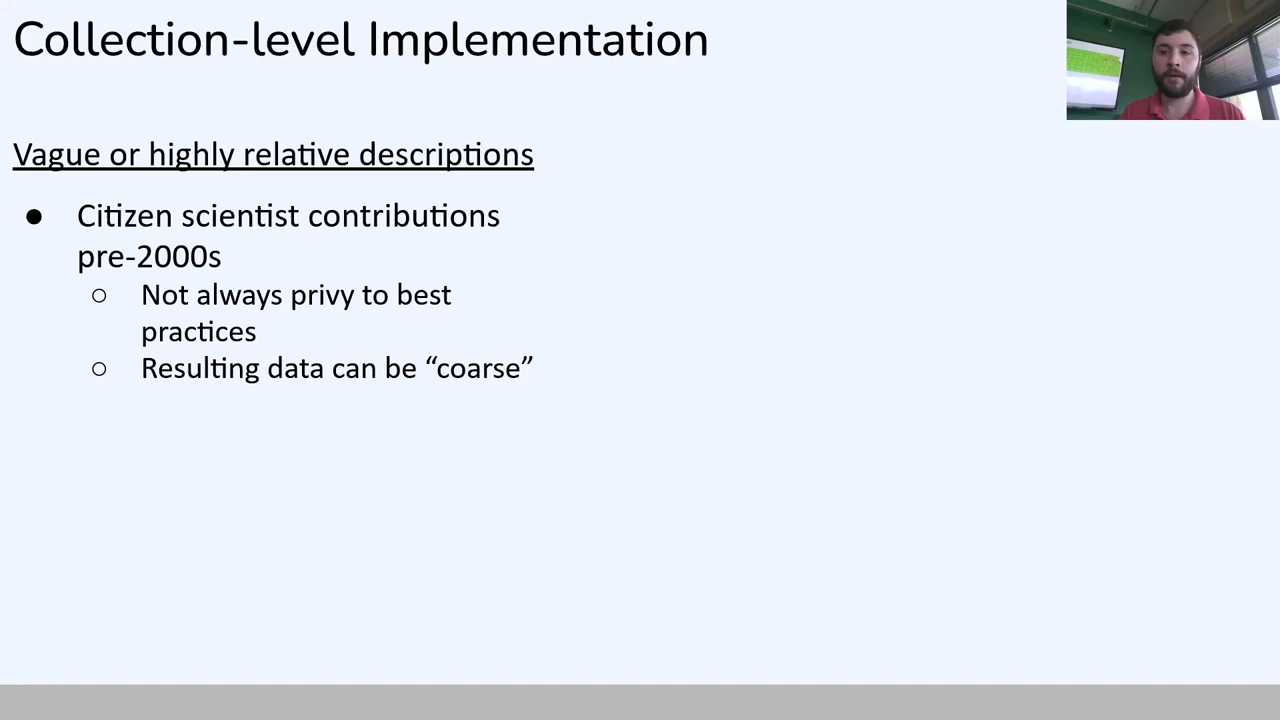 Collection-level Implementation
Vague or highly relative descriptions
● Citizen scientist contributions
pre-2000s
○ Not always privy to best
practices
○ Resulting data can be “coarse”